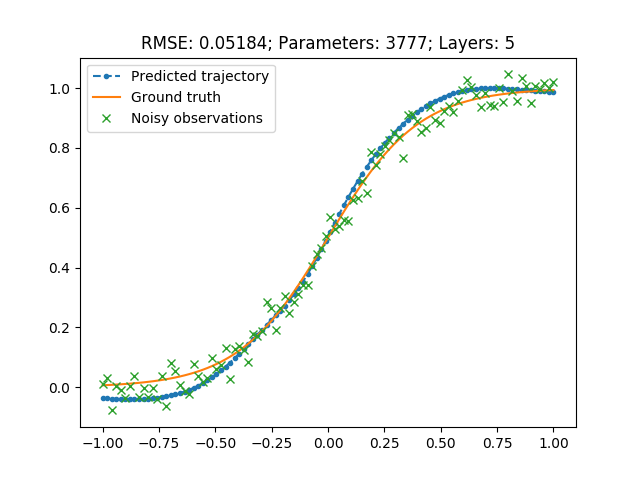 RMSE: 0.05184; Parameters: 3777; Layers: 5
Predicted trajectory
Ground truth
Noisy observations
1.0
0.8
0.6
0.4
0.2
0.0
−1.00 −0.75 −0.50 −0.25 0.00 0.25 0.50 0.75 1.00